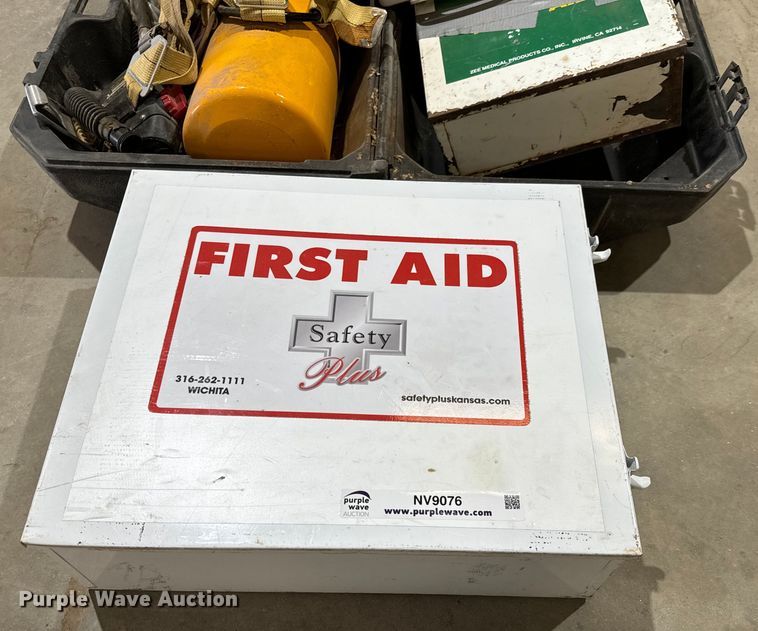 ZEE MEDICAL PRODUCTS CO., INC., IRVINE, CA 92714
FIRST AID
Safety
Plus
316-262-1111
WICHITA
safetypluskansas.com
purple
wave
AUCTION
NV9076
www.purplewave.com
Purple Wave Auction